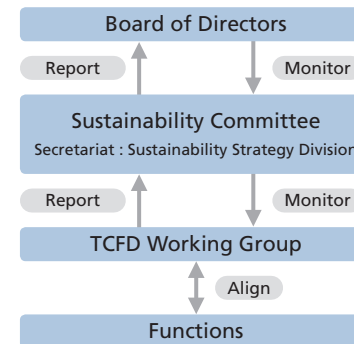 Board of Directors
Report
Monitor
Sustainability Committee
Secretariat : Sustainability Strategy Division
Report
Monitor
TCFD Working Group
Align
Functions